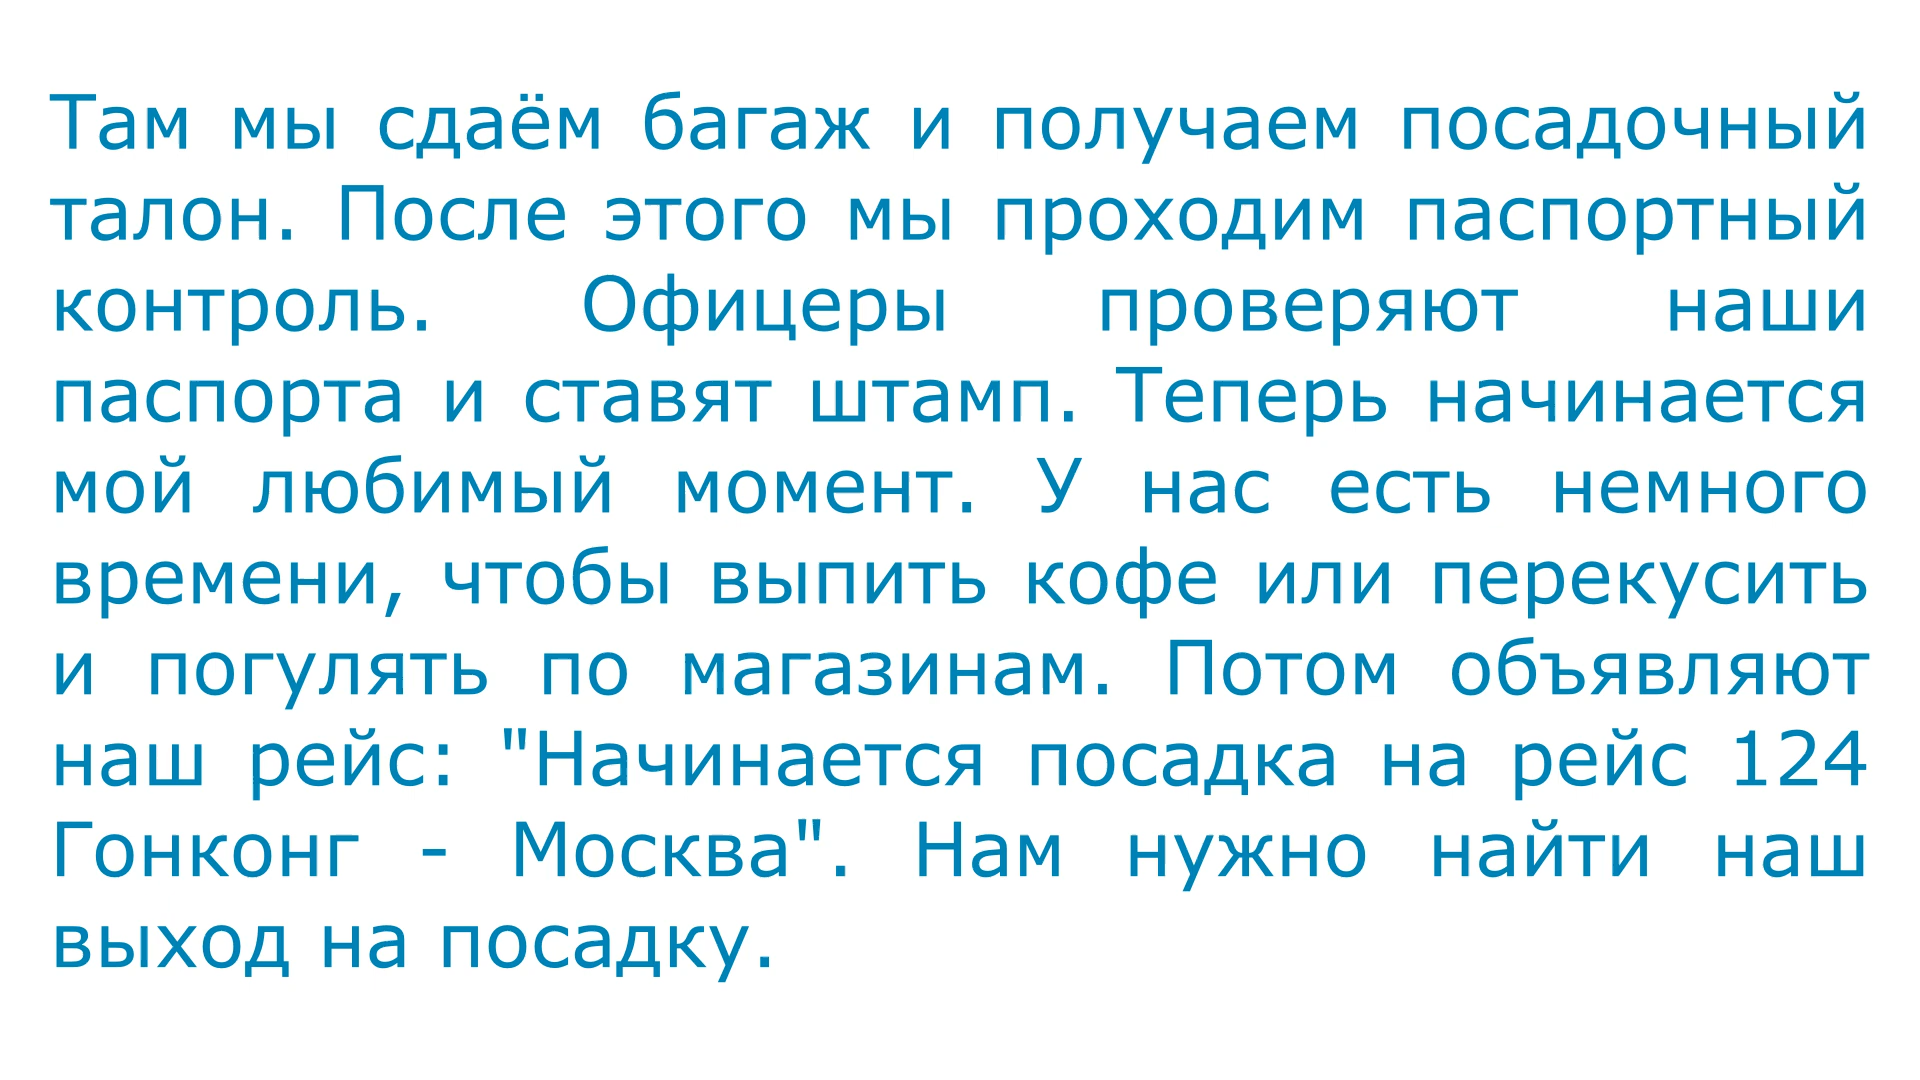 Там мы сдаём багаж и получаем посадочный
талон. После этого мы проходим паспортный
контроль. Офицеры проверяют наши
паспорта и ставят штамп. Теперь начинается
мой любимый момент. У нас есть немного
времени, чтобы выпить кофе или перекусить
и погулять по магазинам. Потом объявляют
наш рейс: "Начинается посадка на рейс 124
Гонконг - Москва". Нам нужно найти наш
выход на посадку.